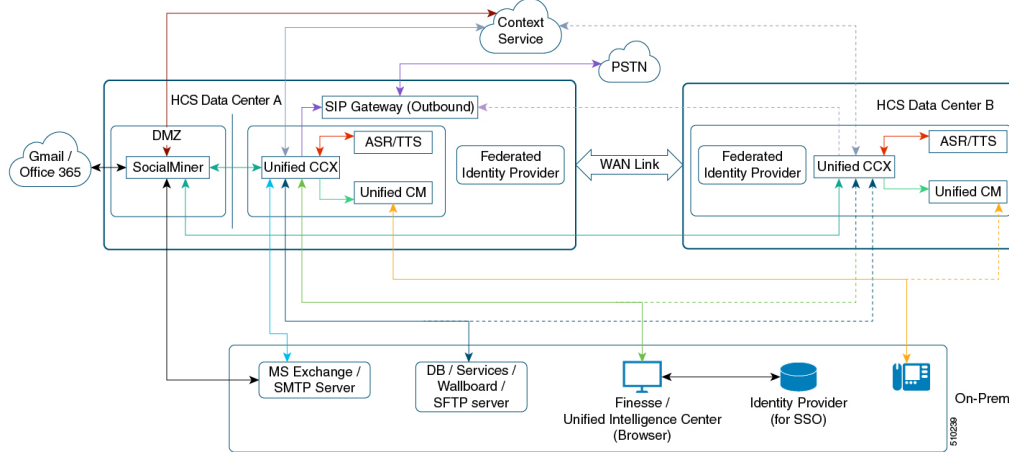 Context
Service
PSTN
HCS Data Center A
SIP Gateway (Outbound)
HCS Data Center B
DMZ
ASR/TTS
ASR/TTS
Gmail /
Office 365
SocialMiner
Unified CCX
Federated
Identity Provider
WAN Link
Federated
Identity Provider
Unified CCX
Unified CM
Unified CM
MS Exchange /
SMTP Server
DB / Services /
Wallboard /
SFTP server
Finesse /
Unified Intelligence Center
(Browser)
Identity Provider
(for SSO)
On-Prem
510239